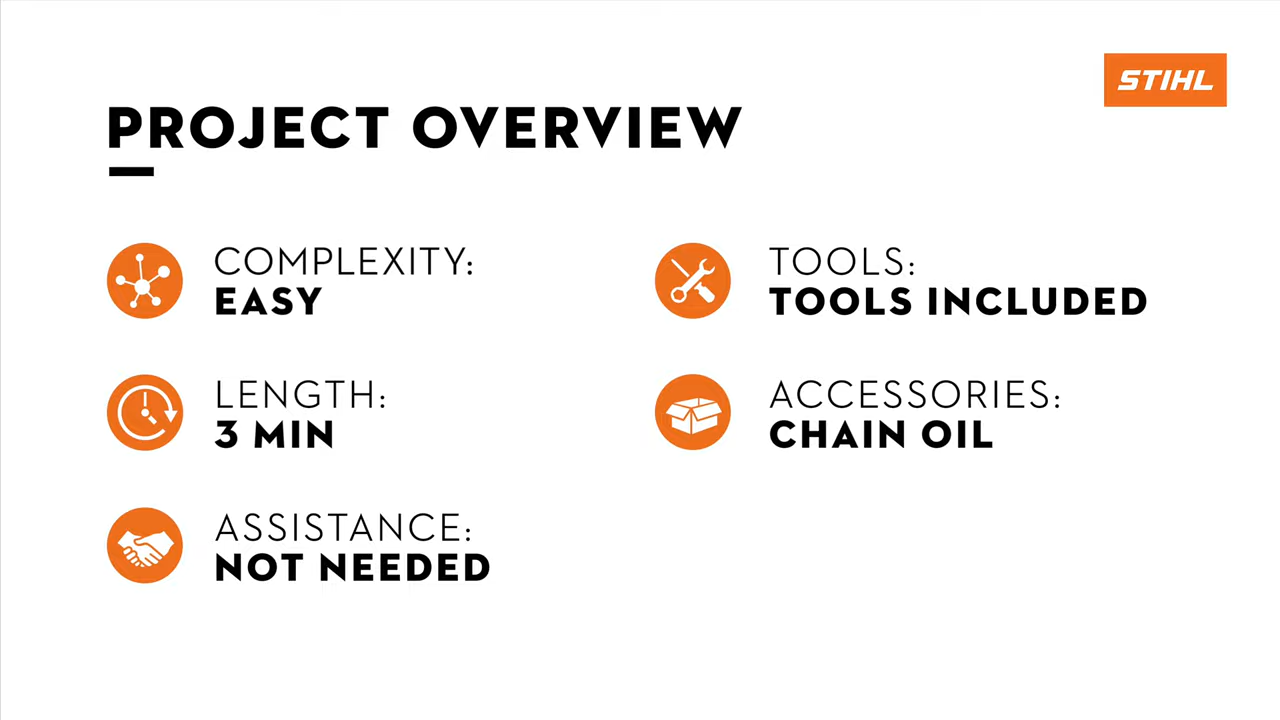 STIHL
PROJECT OVERVIEW
COMPLEXITY:
EASY
LENGTH:
3 MIN
ASSISTANCE:
NOT NEEDED
TOOLS:
TOOLS INCLUDED
ACCESSORIES:
CHAIN OIL